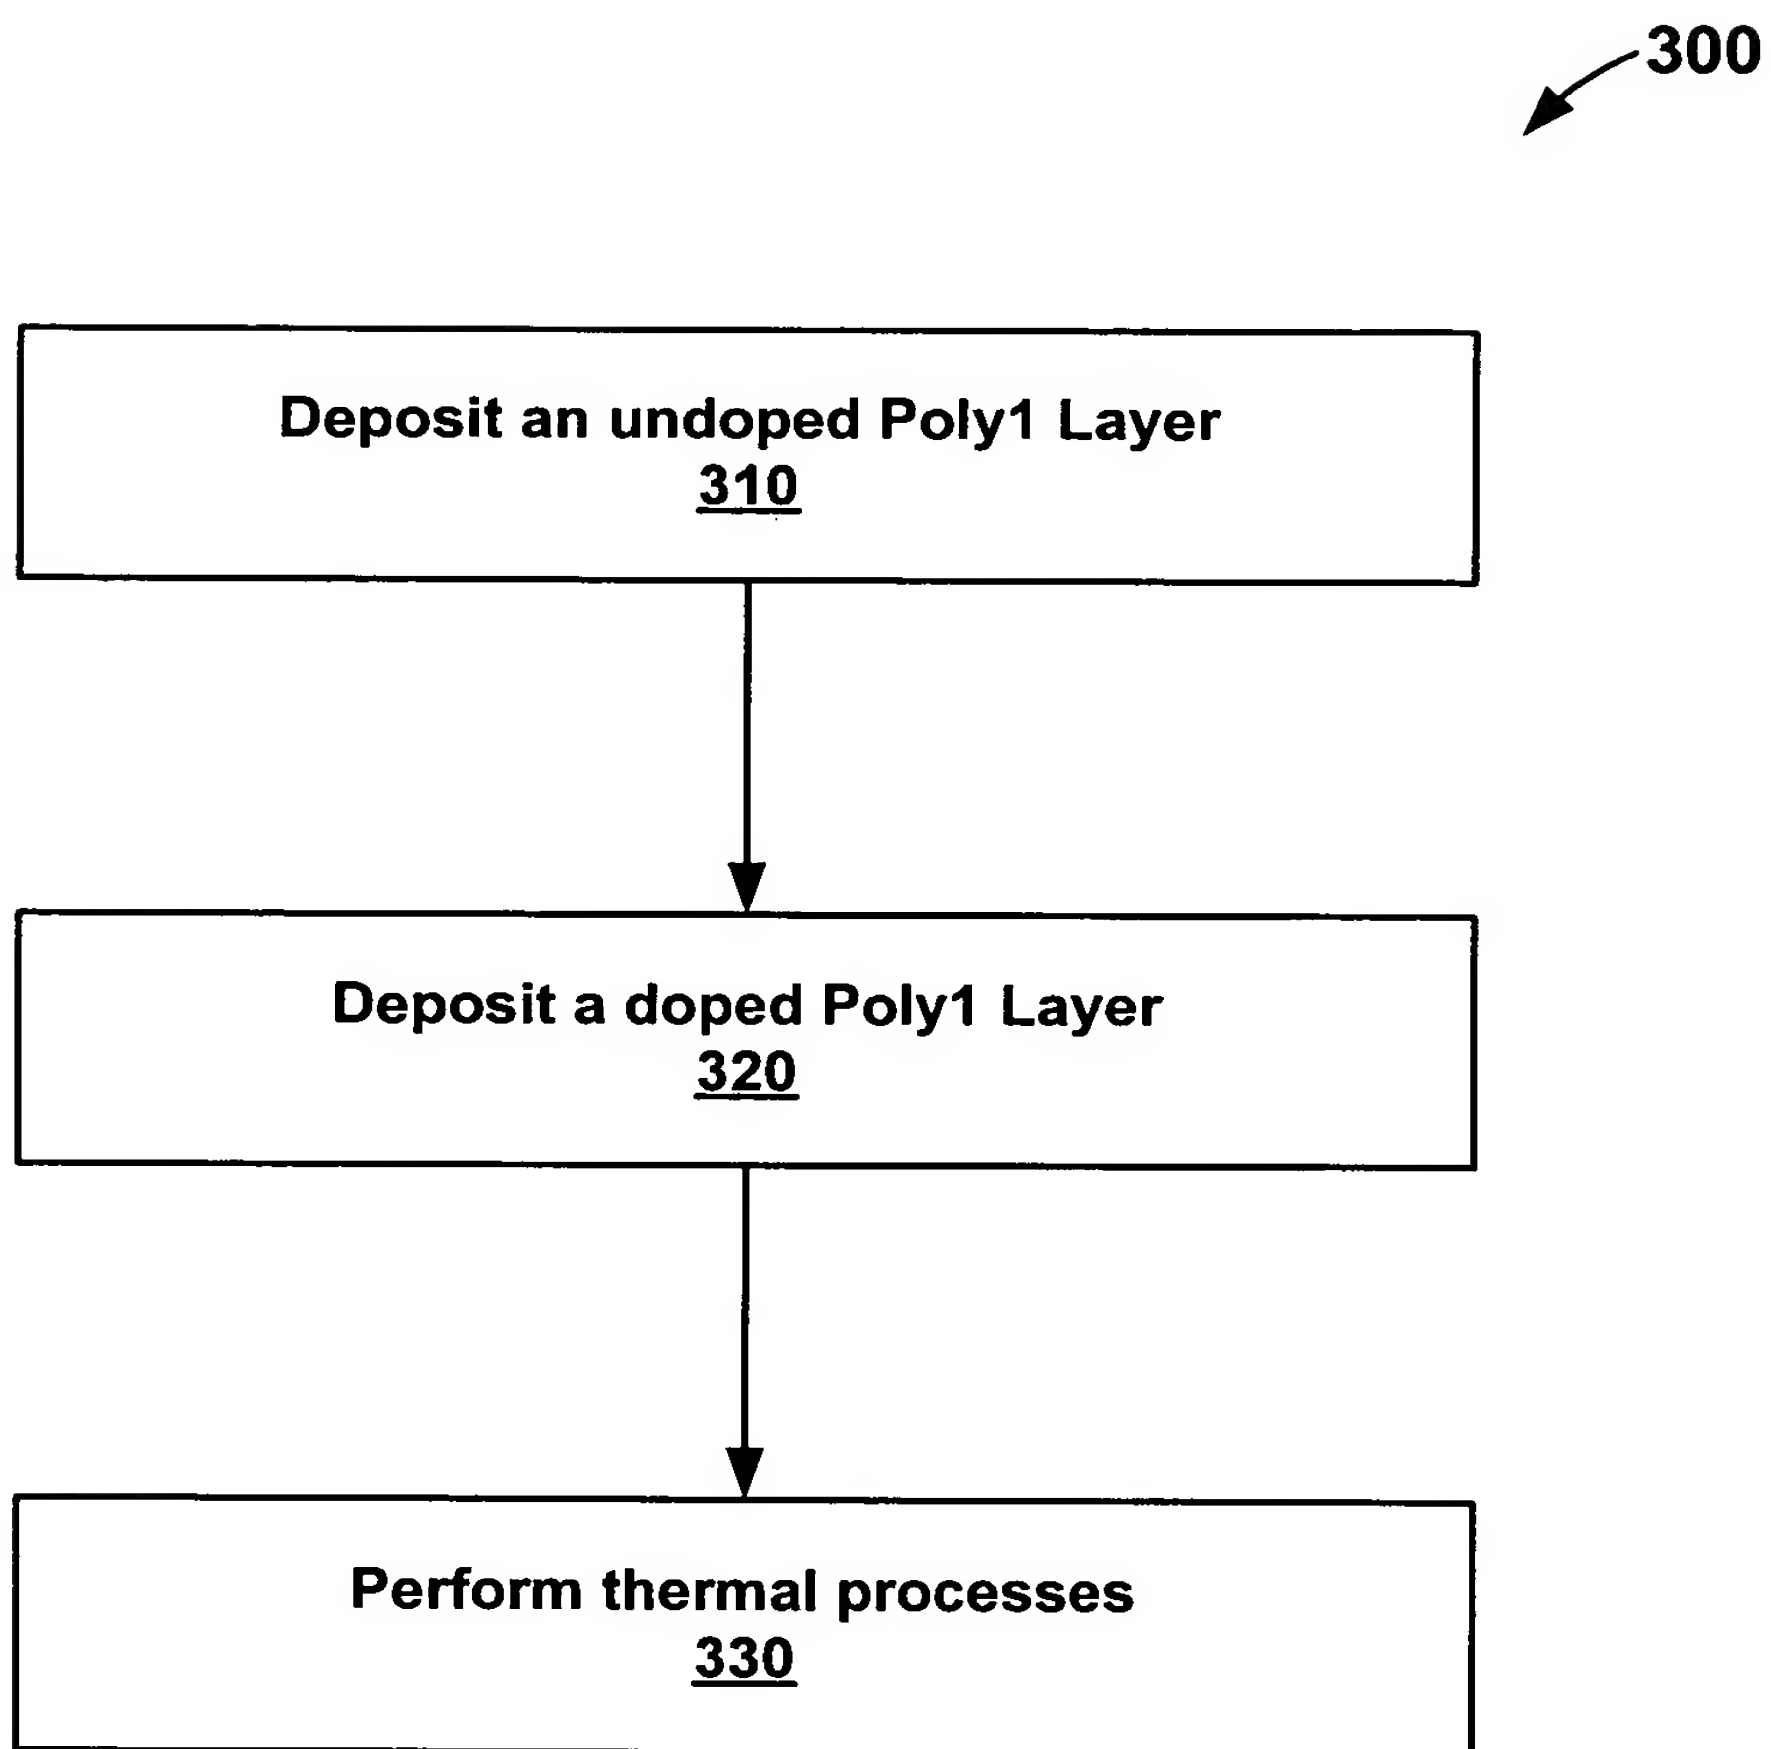 300
Deposit an undoped Poly1 Layer
310
Deposit a doped Poly1 Layer
320
Perform thermal processes
330